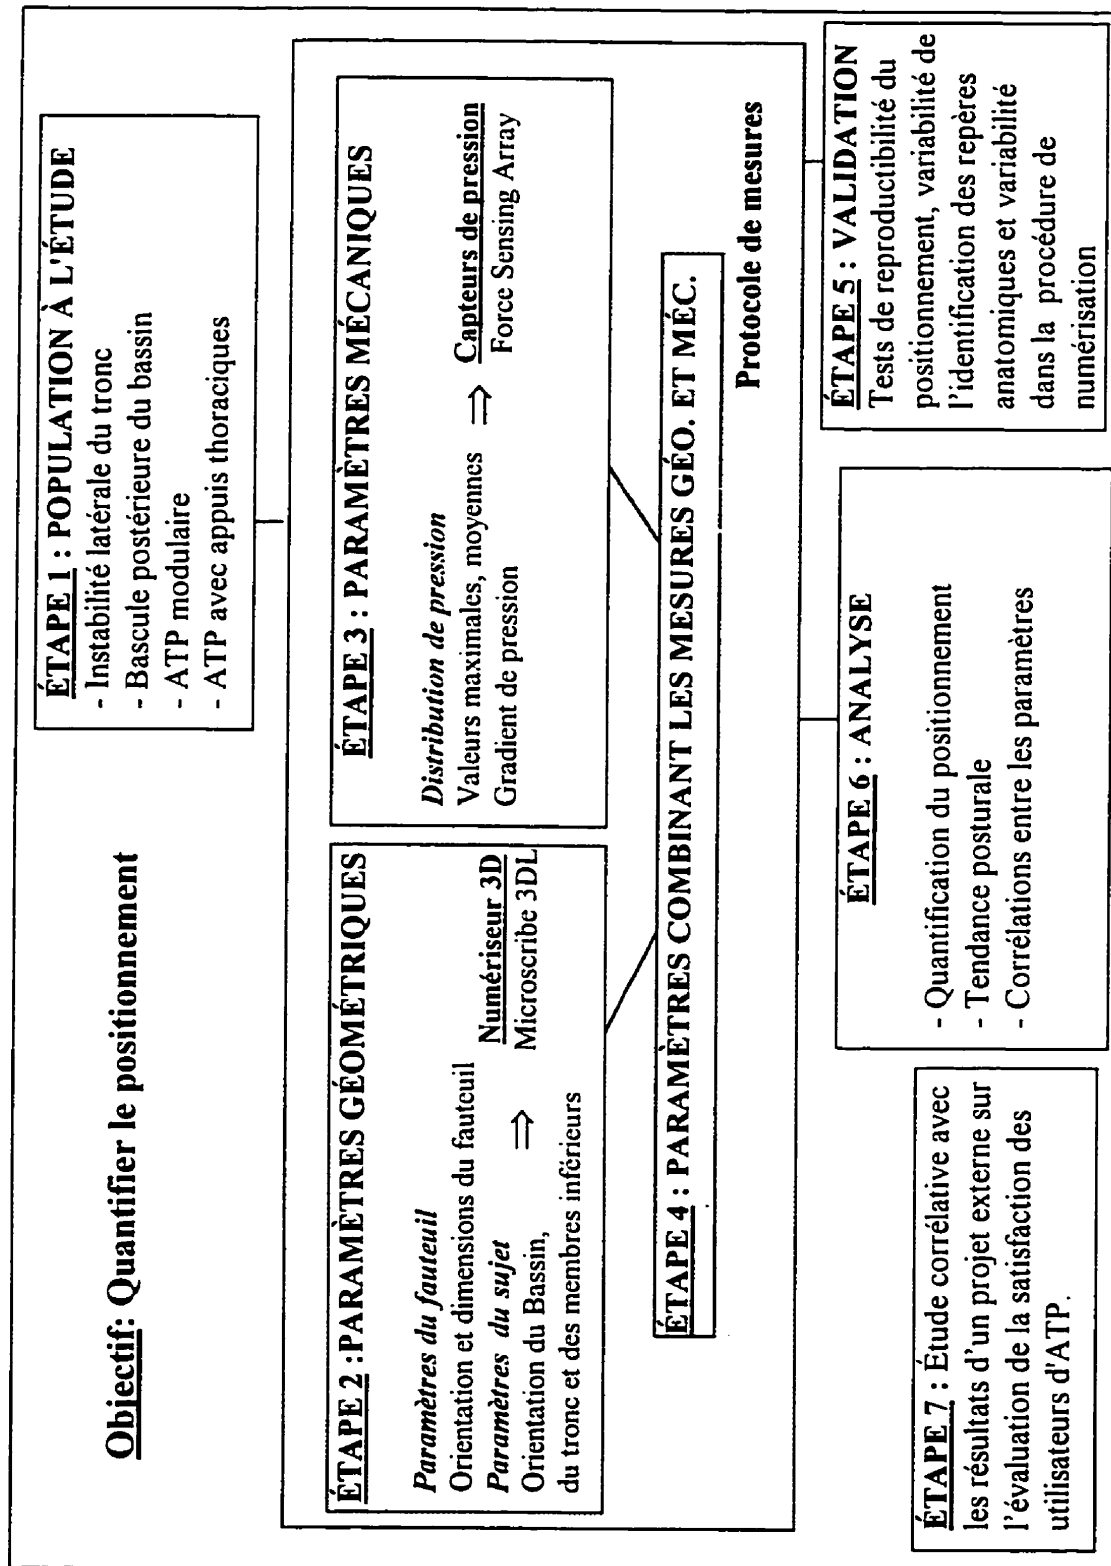 Objectif: Quantifier le positionnement
ÉTAPE 1 : POPULATION À L'ÉTUDE
- Instabilité latérale du tronc
- Bascule postérieure du bassin
- ATP modulaire
- ATP avec appuis thoraciques
ÉTAPE 2 :PARAMÈTRES GÉOMÉTRIQUES
Paramètres du fauteuil
Orientation et dimensions du fauteuil
Paramètres du sujet
Orientation du Bassin,
du tronc et des membres inférieurs
⇒
Numériseur 3D
Microscribe 3DL
ÉTAPE 3 : PARAMÈTRES MÉCANIQUES
Distribution de pression
Valeurs maximales, moyennes
Gradient de pression
⇒
Capteurs de pression
Force Sensing Array
ÉTAPE 4 : PARAMÈTRES COMBINANT LES MESURES GÉO. ET MÉC.
Protocole de mesures
ÉTAPE 7 : Étude corrélative avec
les résultats d'un projet externe sur
l'évaluation de la satisfaction des
utilisateurs d'ATP.
ÉTAPE 6 : ANALYSE
- Quantification du positionnement
- Tendance posturale
- Corrélations entre les paramètres
ÉTAPE 5 : VALIDATION
Tests de reproductibilité du
positionnement, variabilité de
l'identification des repères
anatomiques et variabilité
dans la procédure de
numérisation